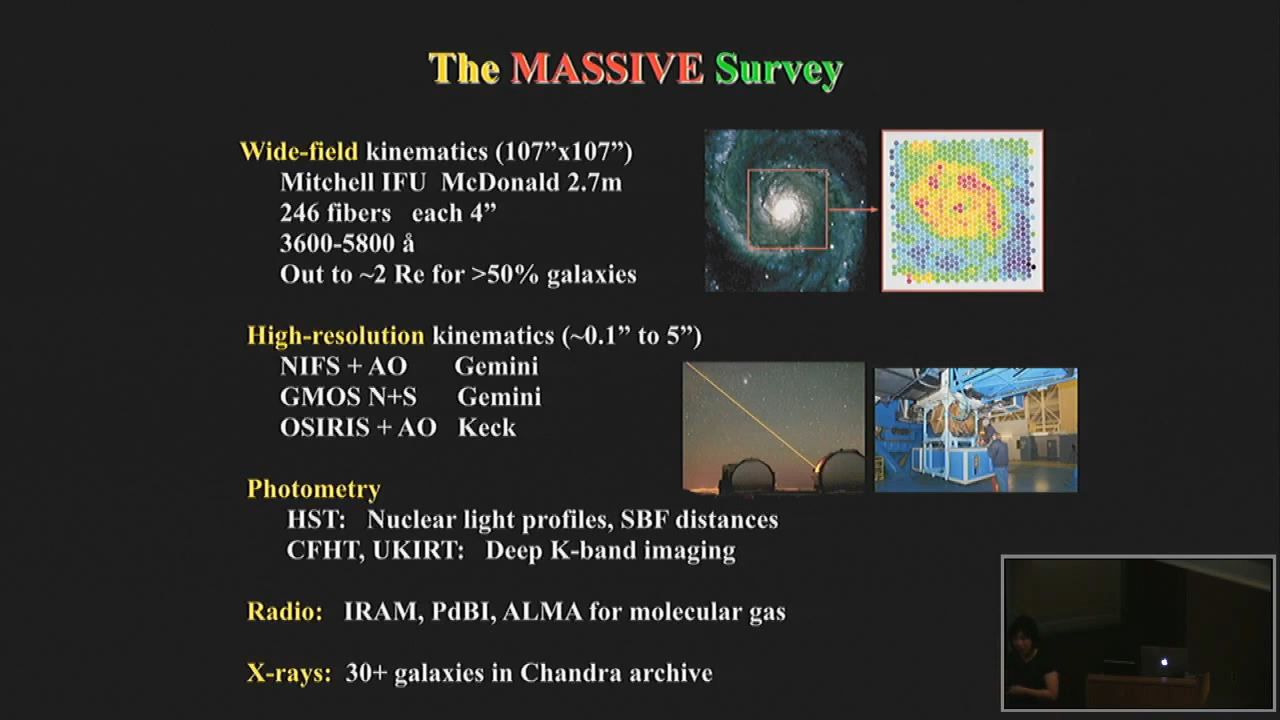 The MASSIVE Survey
Wide-field kinematics (107”x107”)
Mitchell IFU McDonald 2.7m
246 fibers each 4”
3600-5800 å
Out to ~2 Re for >50% galaxies
High-resolution kinematics (~0.1” to 5”)
NIFS + AO Gemini
GMOS N+S Gemini
OSIRIS + AO Keck
Photometry
HST: Nuclear light profiles, SBF distances
CFHT, UKIRT: Deep K-band imaging
Radio: IRAM, PdBI, ALMA for molecular gas
X-rays: 30+ galaxies in Chandra archive